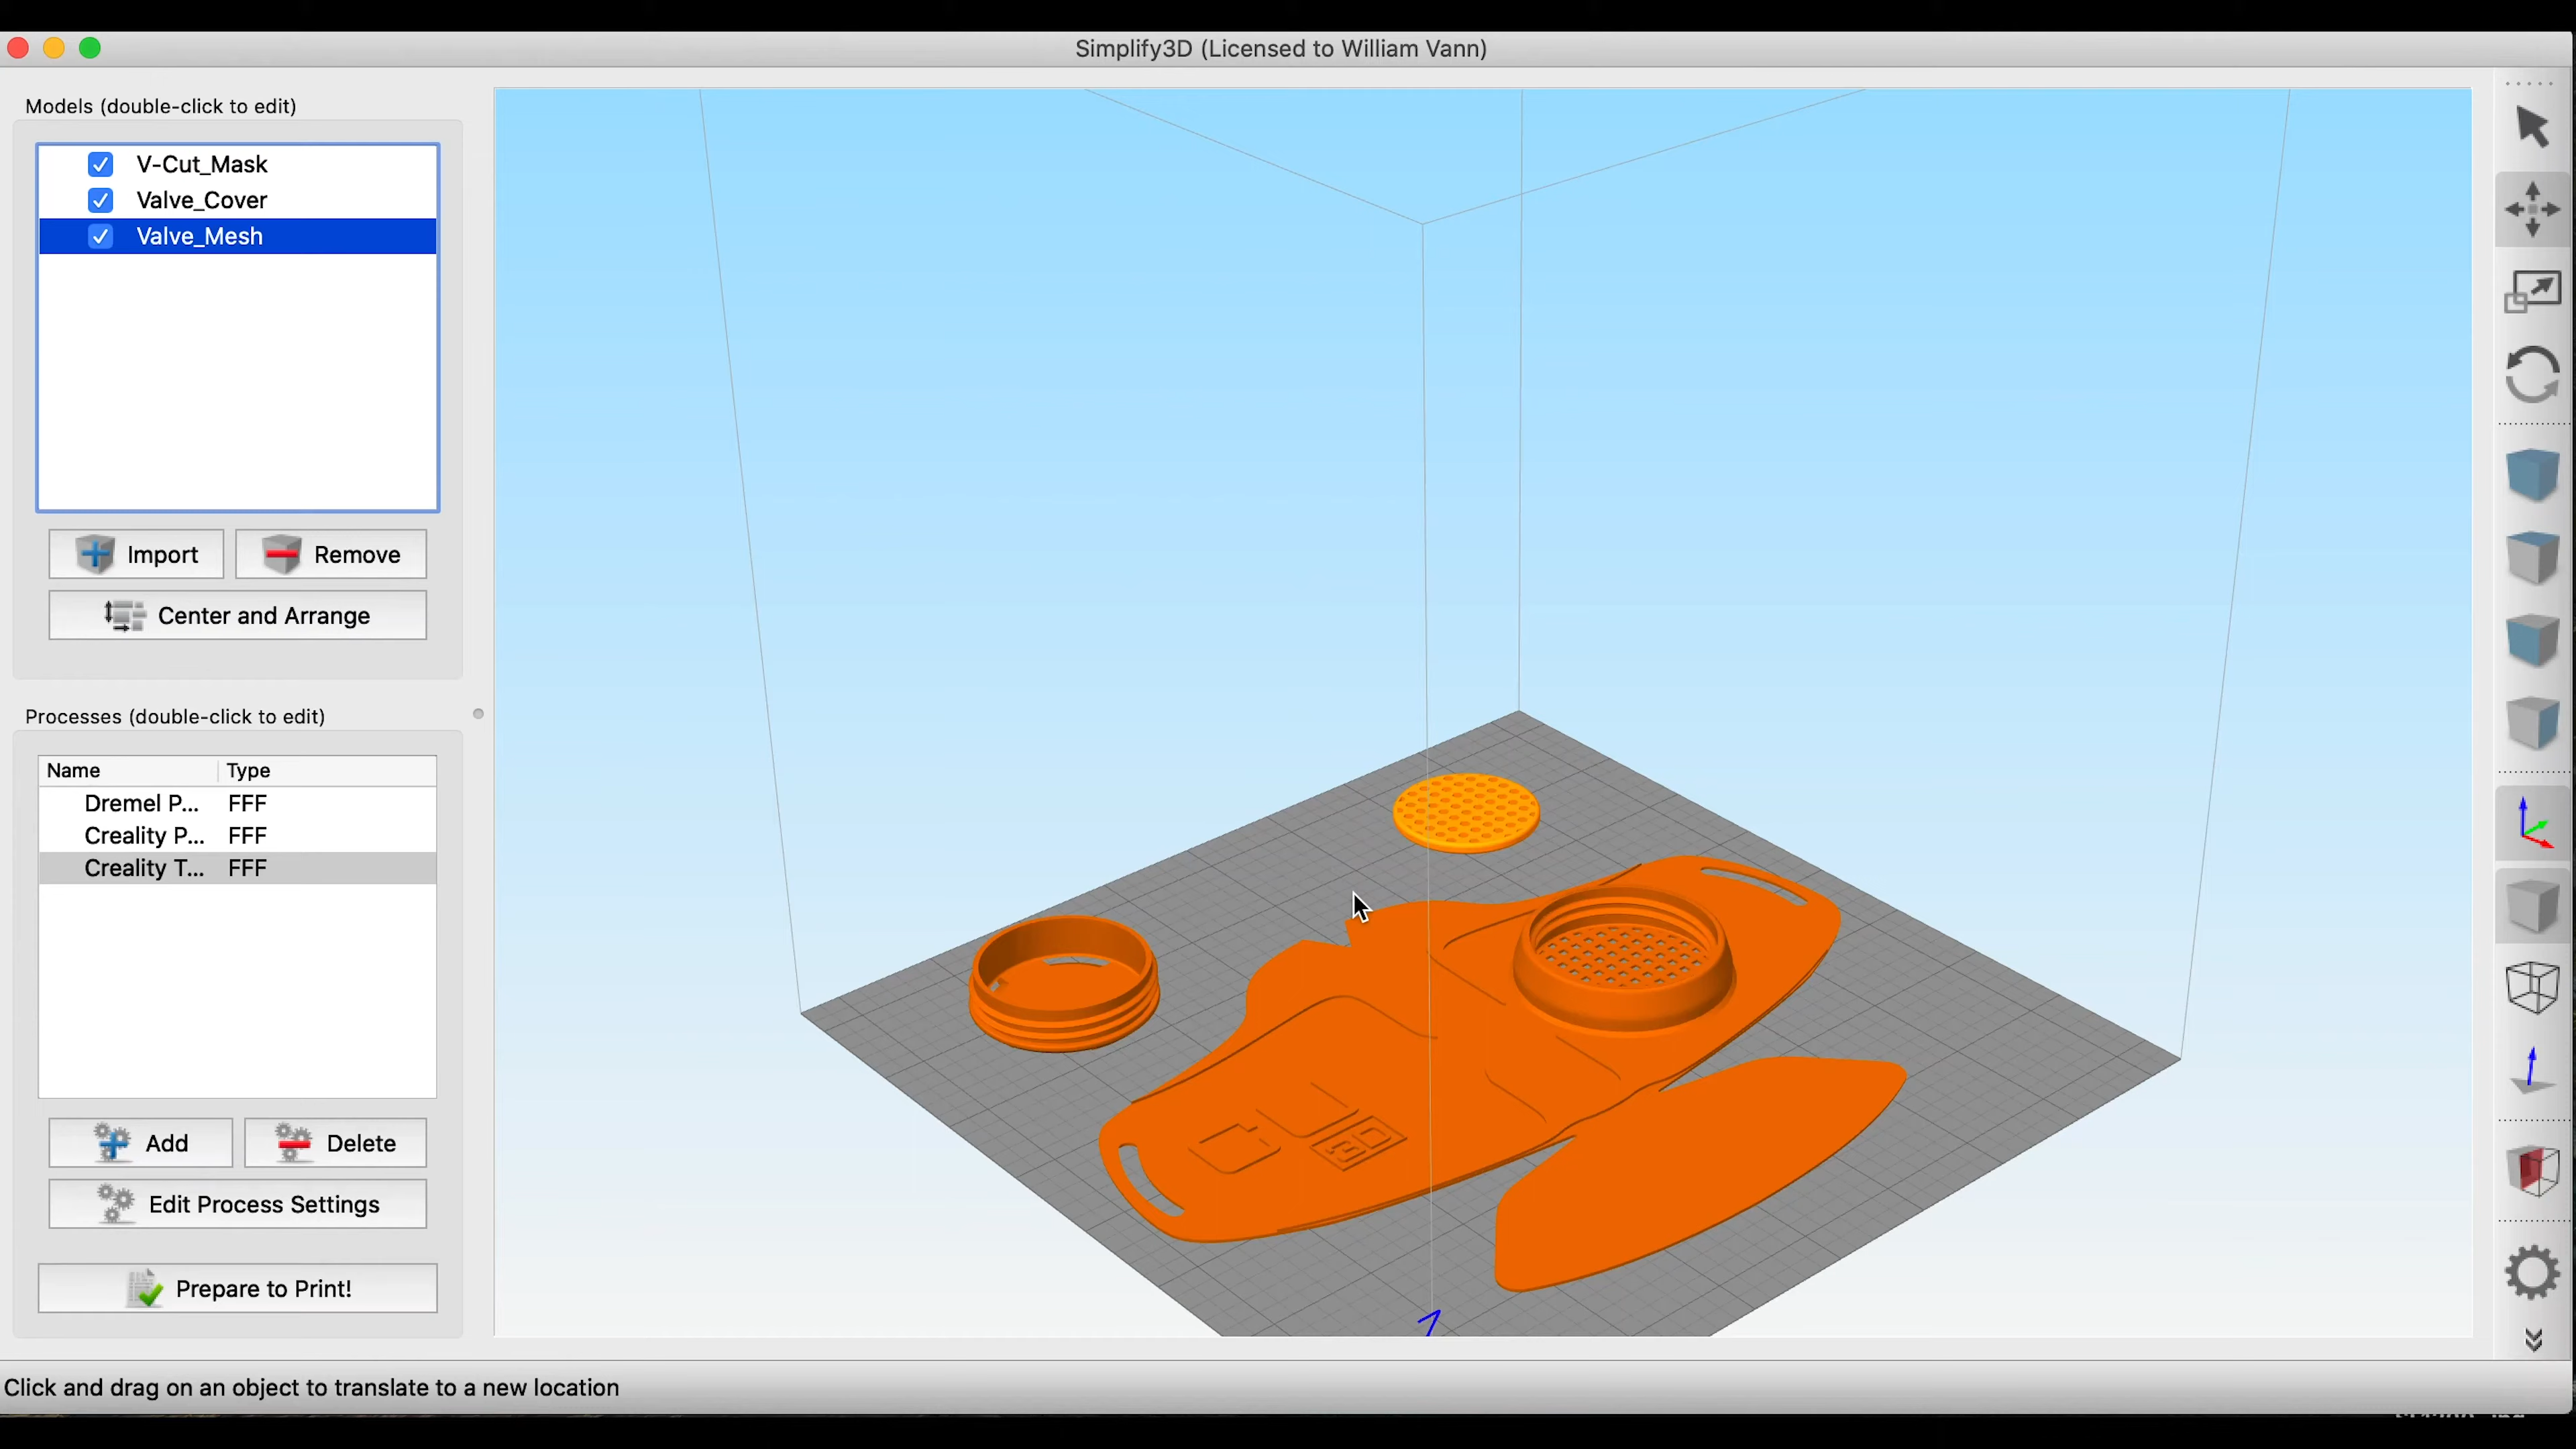 Simplify3D (Licensed to William Vann)
Models (double-click to edit)
V-Cut_Mask
Valve_Cover
Valve_Mesh
Import
Remove
Center and Arrange
Processes (double-click to edit)
Name Type
Dremel P... FFF
Creality P... FFF
Creality T... FFF
Add
Delete
Edit Process Settings
Prepare to Print!
3D
Click and drag on an object to translate to a new location